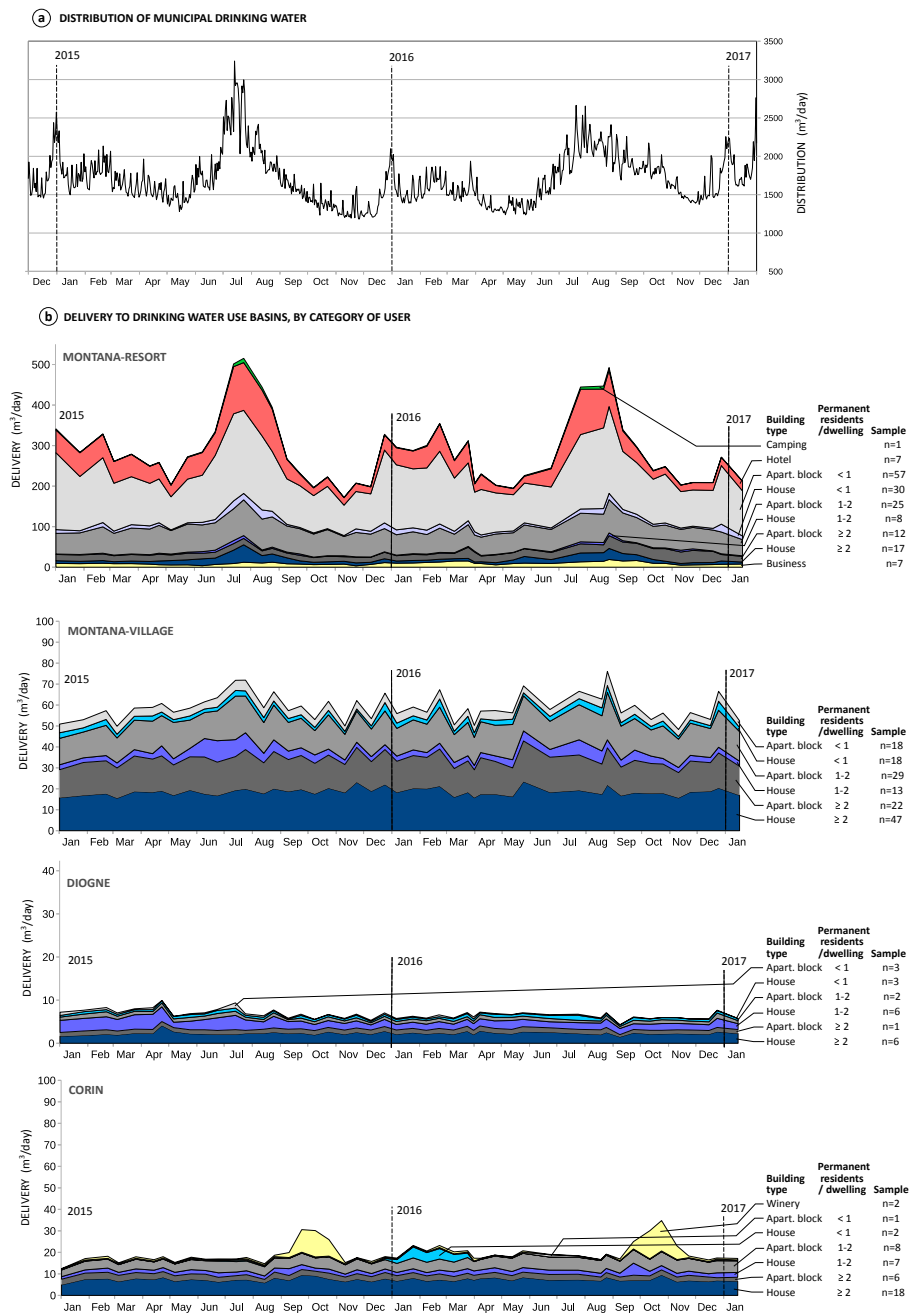 a DISTRIBUTION OF MUNICIPAL DRINKING WATER
2015 2016 2017
3500
3000
2500
2000
1500
1000
500
DISTRIBUTION (m³/day)
Dec Jan Feb Mar Apr May Jun Jul Aug Sep Oct Nov Dec Jan Feb Mar Apr May Jun Jul Aug Sep Oct Nov Dec Jan
b DELIVERY TO DRINKING WATER USE BASINS, BY CATEGORY OF USER
MONTANA-RESORT
DELIVERY (m³/day)
500
400
300
200
100
0
2015 2016 2017
Jan Feb Mar Apr May Jun Jul Aug Sep Oct Nov Dec Jan Feb Mar Apr May Jun Jul Aug Sep Oct Nov Dec Jan
Building type Permanent residents /dwelling Sample
Camping n=1
Hotel n=7
Apart. block < 1 n=57
House < 1 n=30
Apart. block 1-2 n=25
House 1-2 n=8
Apart. block ≥ 2 n=12
House ≥ 2 n=17
Business n=7
MONTANA-VILLAGE
DELIVERY (m³/day)
100
90
80
70
60
50
40
30
20
10
0
2015 2016 2017
Jan Feb Mar Apr May Jun Jul Aug Sep Oct Nov Dec Jan Feb Mar Apr May Jun Jul Aug Sep Oct Nov Dec Jan
Building type Permanent residents /dwelling Sample
Apart. block < 1 n=18
House < 1 n=18
Apart. block 1-2 n=29
House 1-2 n=13
Apart. block ≥ 2 n=22
House ≥ 2 n=47
DIOGNE
DELIVERY (m³/day)
40
30
20
10
0
2015 2016 2017
Jan Feb Mar Apr May Jun Jul Aug Sep Oct Nov Dec Jan Feb Mar Apr May Jun Jul Aug Sep Oct Nov Dec Jan
Building type Permanent residents /dwelling Sample
Apart. block < 1 n=3
House < 1 n=3
Apart. block 1-2 n=2
House 1-2 n=6
Apart. block ≥ 2 n=1
House ≥ 2 n=6
CORIN
DELIVERY (m³/day)
100
90
80
70
60
50
40
30
20
10
0
2015 2016 2017
Jan Feb Mar Apr May Jun Jul Aug Sep Oct Nov Dec Jan Feb Mar Apr May Jun Jul Aug Sep Oct Nov Dec Jan
Building type Permanent residents / dwelling Sample
Winery n=2
Apart. block < 1 n=1
House < 1 n=2
Apart. block 1-2 n=8
House 1-2 n=7
Apart. block ≥ 2 n=6
House ≥ 2 n=18